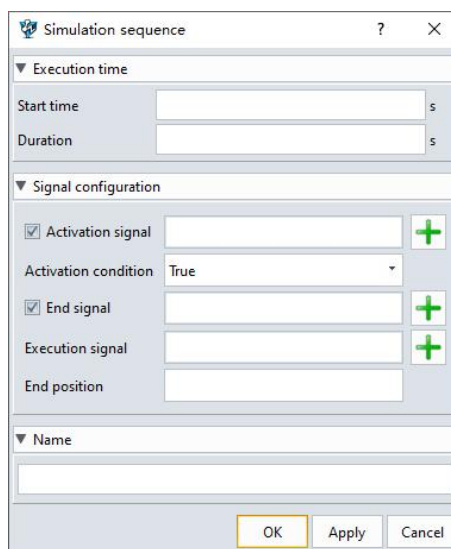 Simulation sequence ? ×
Execution time
Start time s
Duration s
Signal configuration
Activation signal
Activation condition True
End signal
Execution signal
End position
Name
OK Apply Cancel